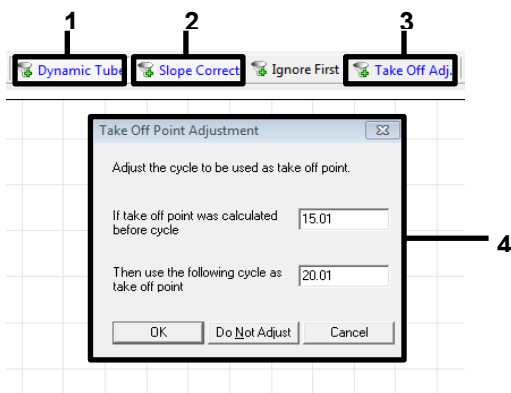 1 2 3
Dynamic Tube Slope Correct Ignore First Take Off Adj.
Take Off Point Adjustment
Adjust the cycle to be used as take off point.
If take off point was calculated
before cycle
15.01
4
Then use the following cycle as
take off point
20.01
OK Do Not Adjust Cancel